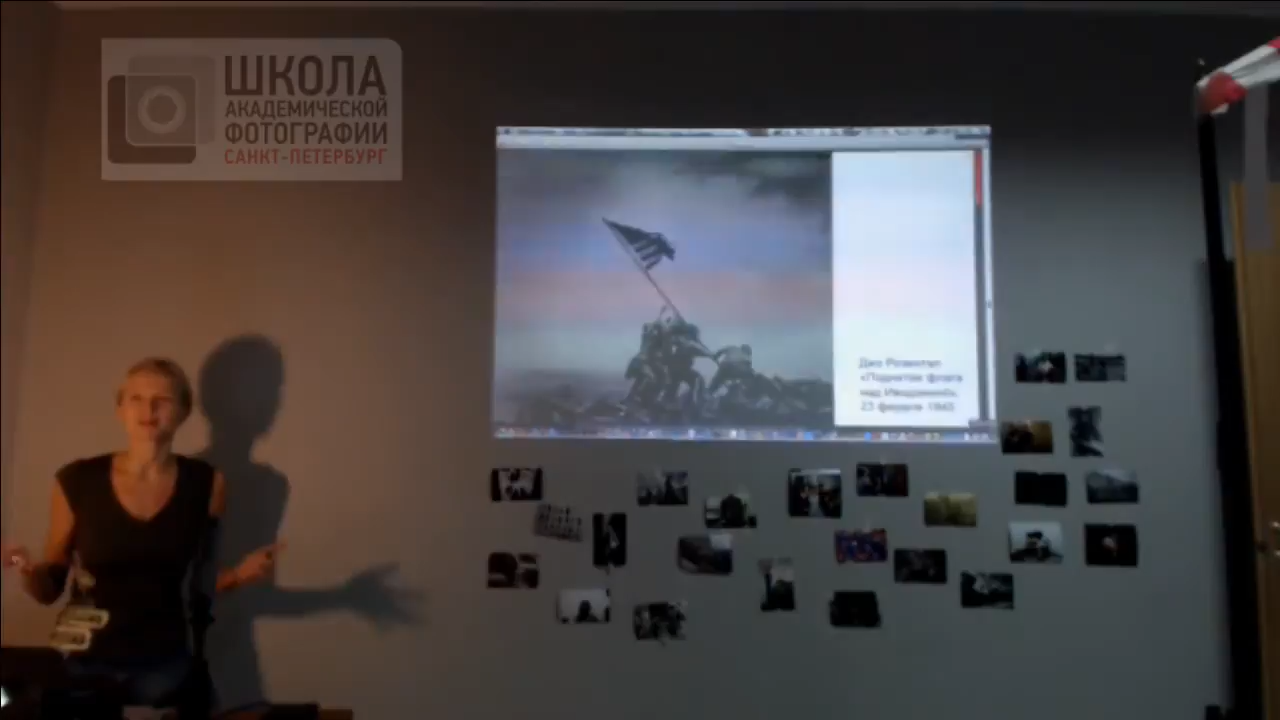 ШКОЛА
АКАДЕМИЧЕСКОЙ
ФОТОГРАФИИ
САНКТ-ПЕТЕРБУРГ
Джо Розенталь
«Поднятие флага
над Иводзимой»,
23 февраля 1945